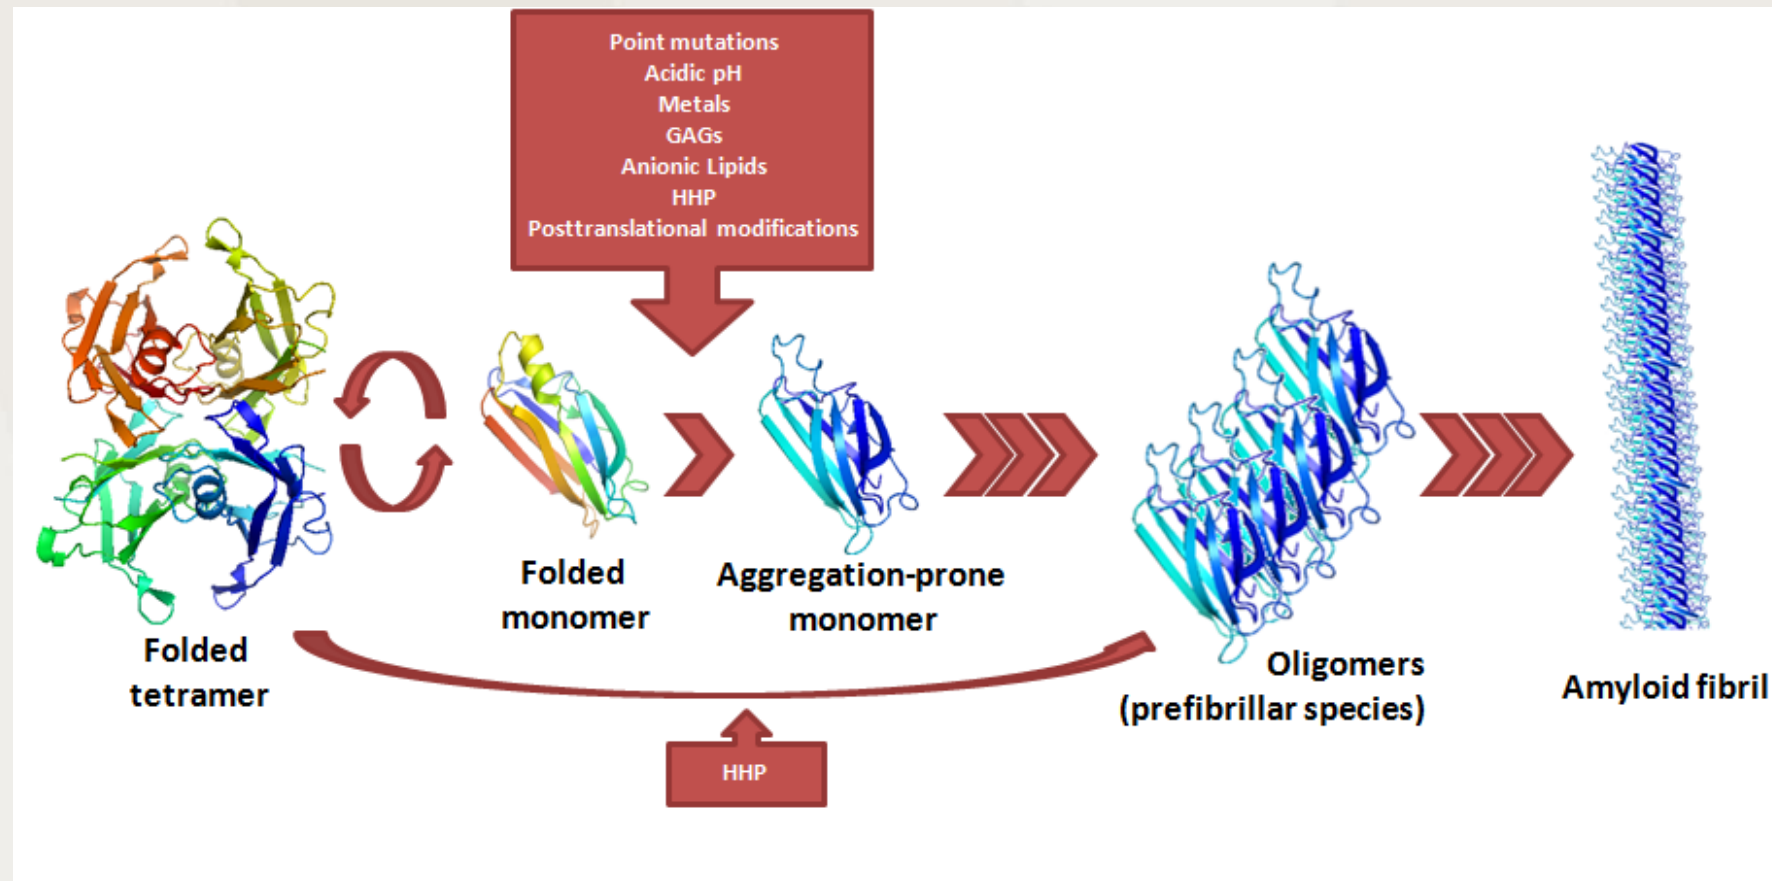 Point mutations
Acidic pH
Metals
GAGs
Anionic Lipids
HHP
Posttranslational modifications
Folded
tetramer
Folded
monomer
Aggregation-prone
monomer
Oligomers
(prefibrillar species)
Amyloid fibril
HHP